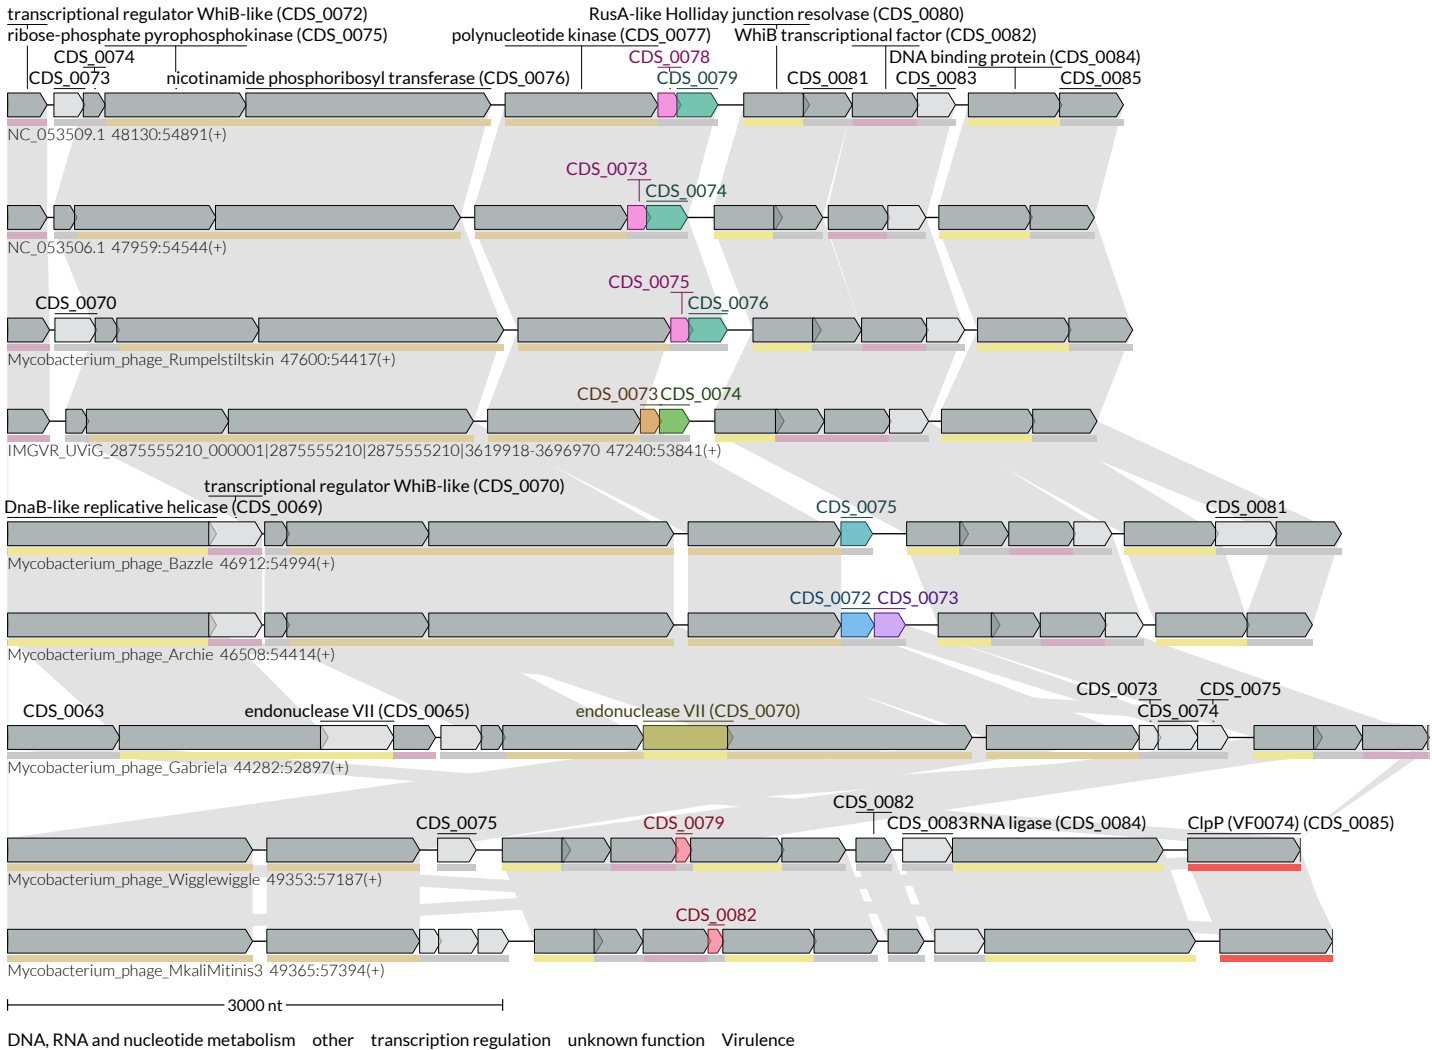 transcriptional regulator WhiB-like (CDS_0072)
RusA-like Holliday junction resolvase (CDS_0080)
ribose-phosphate pyrophosphokinase (CDS_0075)
polynucleotide kinase (CDS_0077)
WhiB transcriptional factor (CDS_0082)
CDS_0074
CDS_0078
DNA binding protein (CDS_0084)
CDS_0073
nicotinamide phosphoribosyl transferase (CDS_0076)
CDS_0079
CDS_0081
CDS_0083
CDS_0085
NC_053509.1 48130:54891(+)
CDS_0073
CDS_0074
NC_053506.1 47959:54544(+)
CDS_0075
CDS_0070
CDS_0076
Mycobacterium_phage_Rumpelstiltskin 47600:54417(+)
CDS_0073
CDS_0074
IMGVR_UViG_2875555210_000001|2875555210|2875555210|3619918-3696970 47240:53841(+)
transcriptional regulator WhiB-like (CDS_0070)
DnaB-like replicative helicase (CDS_0069)
CDS_0075
CDS_0081
Mycobacterium_phage_Bazzle 46912:54994(+)
CDS_0072
CDS_0073
Mycobacterium_phage_Archie 46508:54414(+)
CDS_0073
CDS_0075
CDS_0063
endonuclease VII (CDS_0065)
endonuclease VII (CDS_0070)
CDS_0074
Mycobacterium_phage_Gabriela 44282:52897(+)
CDS_0082
CDS_0075
CDS_0079
CDS_0083
RNA ligase (CDS_0084)
ClpP (VF0074) (CDS_0085)
Mycobacterium_phage_Wigglewiggle 49353:57187(+)
CDS_0082
Mycobacterium_phage_MkaliMitinis3 49365:57394(+)
3000 nt
DNA, RNA and nucleotide metabolism other transcription regulation unknown function Virulence